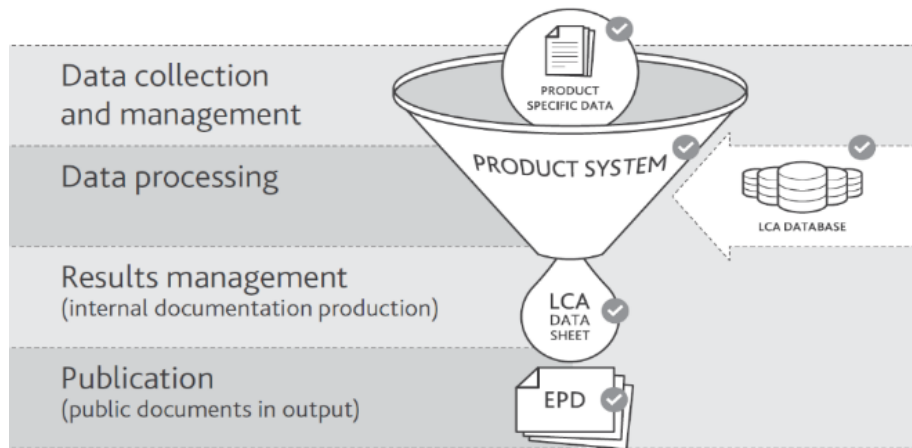 Data collection
and management
PRODUCT
SPECIFIC DATA
Data processing
PRODUCT SYSTEM
LCA DATABASE
Results management
(internal documentation production)
LCA
DATA
SHEET
Publication
(public documents in output)
EPD